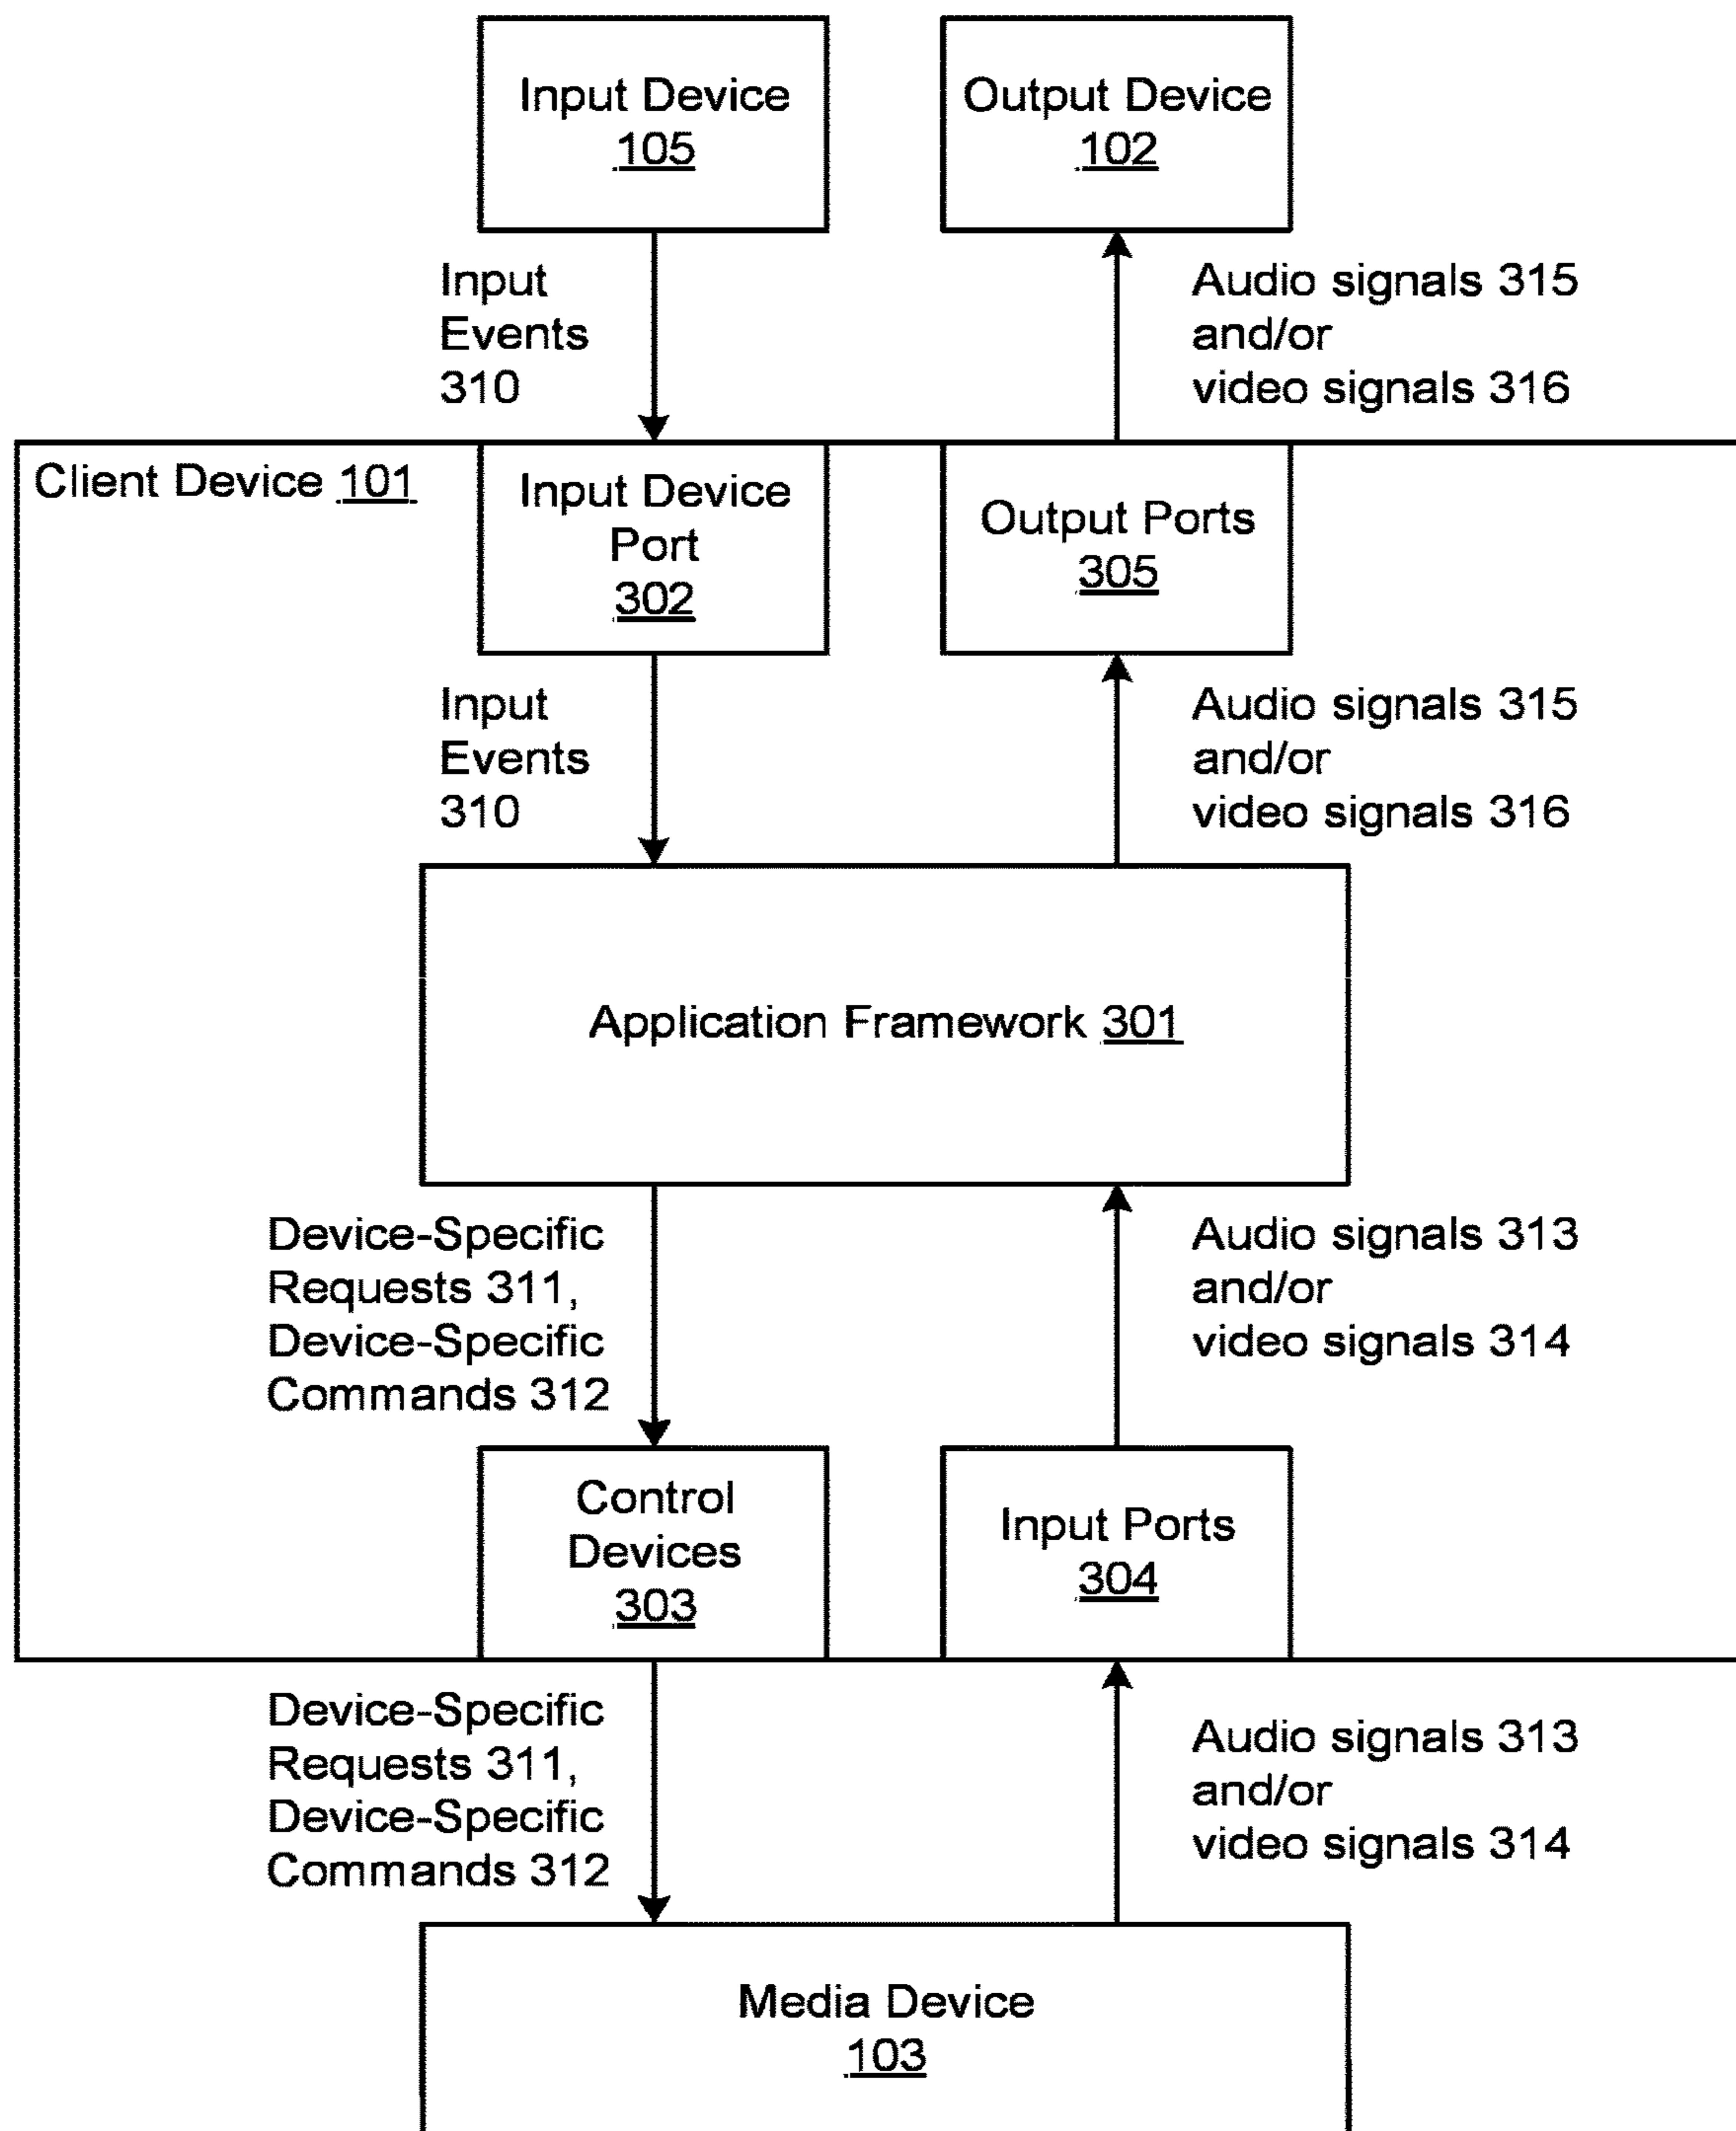 Input Device
105
Output Device
102
Input
Events
310
Audio signals 315
and/or
video signals 316
Client Device 101
Input Device
Port
302
Output Ports
305
Input
Events
310
Audio signals 315
and/or
video signals 316
Application Framework 301
Device-Specific
Requests 311,
Device-Specific
Commands 312
Audio signals 313
and/or
video signals 314
Control
Devices
303
Input Ports
304
Device-Specific
Requests 311,
Device-Specific
Commands 312
Audio signals 313
and/or
video signals 314
Media Device
103